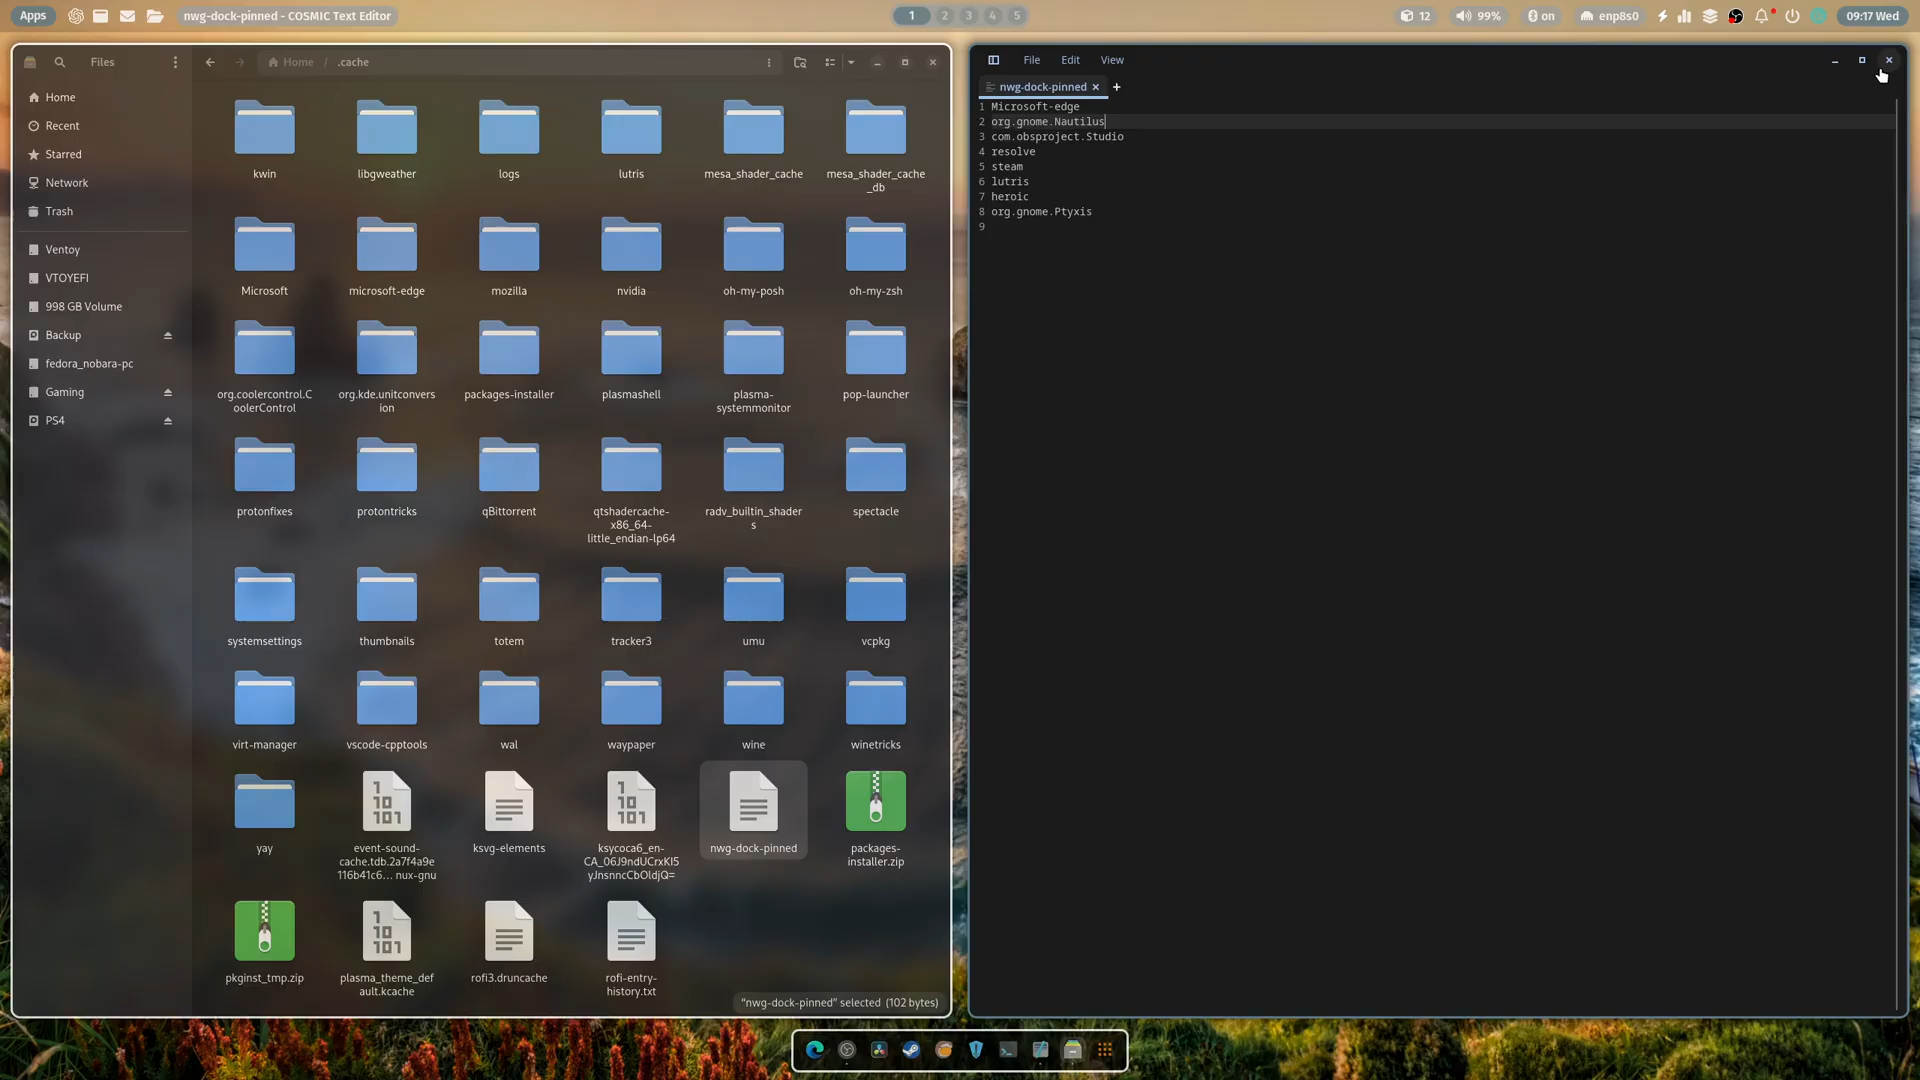 Apps
nwg-dock-pinned - COSMIC Text Editor
1 2 3 4 5
12
99%
on
enp8s0
09:17 Wed
Files
Home / .cache
Home
Recent
Starred
Network
Trash
Ventoy
VTOYEFI
998 GB Volume
Backup
fedora_nobara-pc
Gaming
PS4
kwin
libgweather
logs
lutris
mesa_shader_cache
mesa_shader_cache
_db
Microsoft
microsoft-edge
mozilla
nvidia
oh-my-posh
oh-my-zsh
org.coolercontrol.C
oolerControl
org.kde.unitconvers
ion
packages-installer
plasmashell
plasma-
systemmonitor
pop-launcher
protonfixes
protontricks
qBittorrent
qtshadercache-
x86_64-
little_endian-lp64
radv_builtin_shader
s
spectacle
systemsettings
thumbnails
totem
tracker3
umu
vcpkg
virt-manager
vscode-cpptools
wal
waypaper
wine
winetricks
yay
event-sound-
cache.tdb.2a7f4a9e
116b41c6... nux-gnu
ksvg-elements
ksycoca6_en-
CA_06J9ndUCrxKI5
yJnsnncCbOldjQ=
nwg-dock-pinned
packages-
installer.zip
pkginst_tmp.zip
plasma_theme_def
ault.kcache
rofi3.druncache
rofi-entry-
history.txt
"nwg-dock-pinned" selected (102 bytes)
File Edit View
nwg-dock-pinned
1 Microsoft-edge
2 org.gnome.Nautilus
3 com.obsproject.Studio
4 resolve
5 steam
6 lutris
7 heroic
8 org.gnome.Ptyxis
9